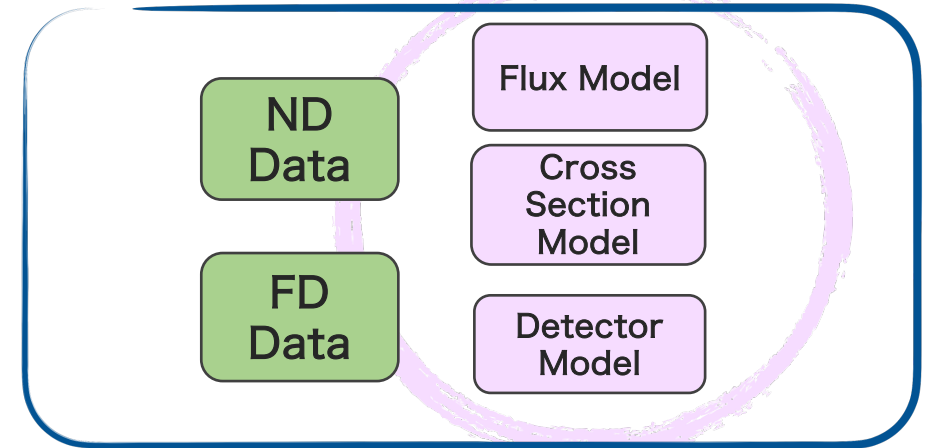 ND
Data
FD
Data
Flux Model
Cross
Section
Model
Detector
Model